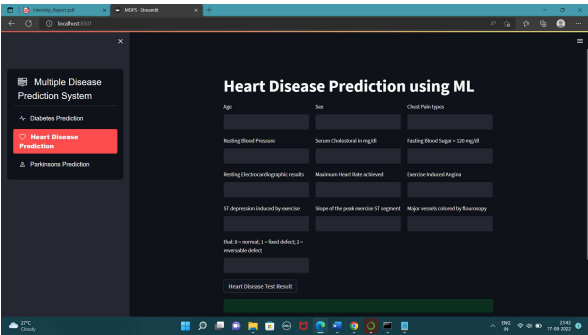 Internship_Report.pdf
MDPS - Streamlit
localhost:8501
Multiple Disease
Prediction System
Diabetes Prediction
Heart Disease
Prediction
Parkinsons Prediction
Heart Disease Prediction using ML
Age Sex Chest Pain types
Resting Blood Pressure Serum Cholestoral in mg/dl Fasting Blood Sugar > 120 mg/dl
Resting Electrocardiographic results Maximum Heart Rate achieved Exercise Induced Angina
ST depression induced by exercise Slope of the peak exercise ST segment Major vessels colored by flourosopy
thal: 0 = normal; 1 = fixed defect; 2 =
reversable defect
Heart Disease Test Result
27°C
Cloudy
ENG
IN
23:42
17-08-2022